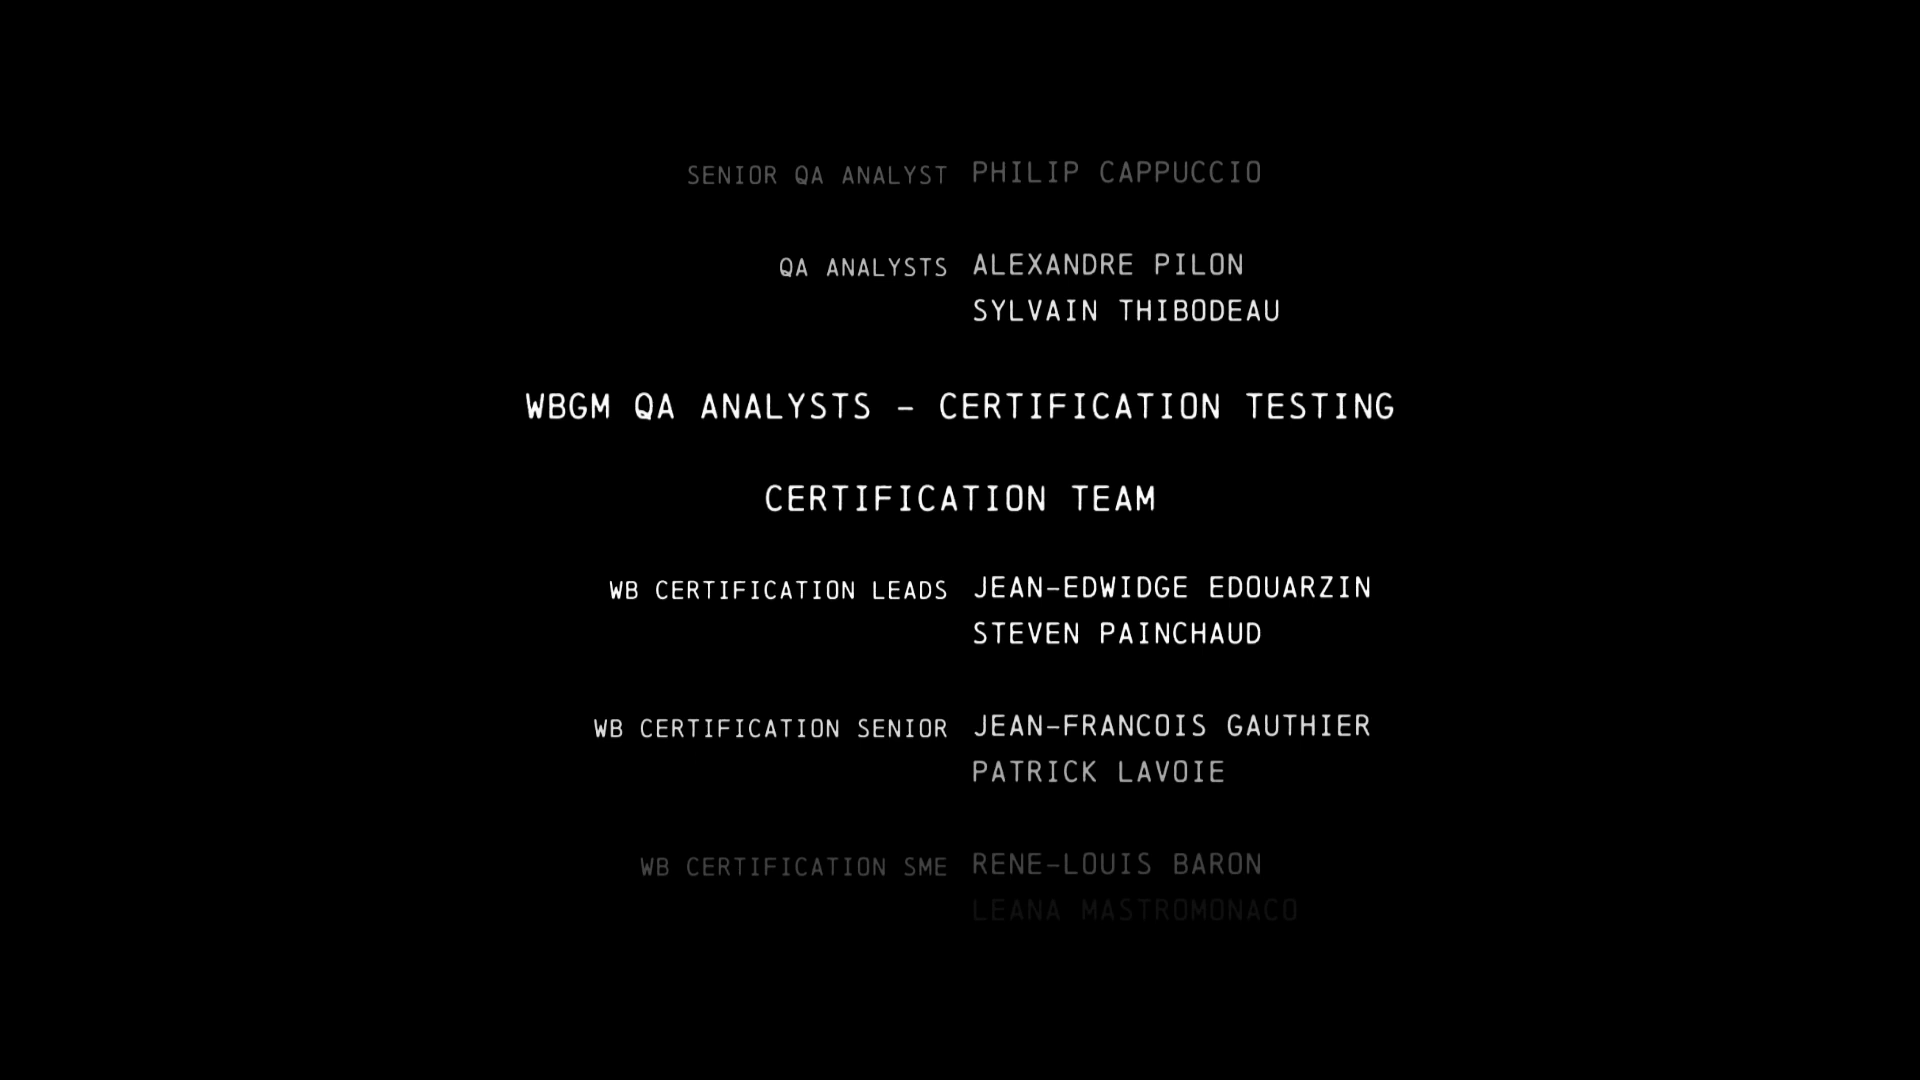 SENIOR QA ANALYST PHILIP CAPPUCCIO
QA ANALYSTS ALEXANDRE PILON
SYLVAIN THIBODEAU
WBGM QA ANALYSTS - CERTIFICATION TESTING
CERTIFICATION TEAM
WB CERTIFICATION LEADS JEAN-EDWIDGE EDOUARZIN
STEVEN PAINCHAUD
WB CERTIFICATION SENIOR JEAN-FRANCOIS GAUTHIER
PATRICK LAVOIE
WB CERTIFICATION SME RENE-LOUIS BARON
LEANA MASTROMONACO